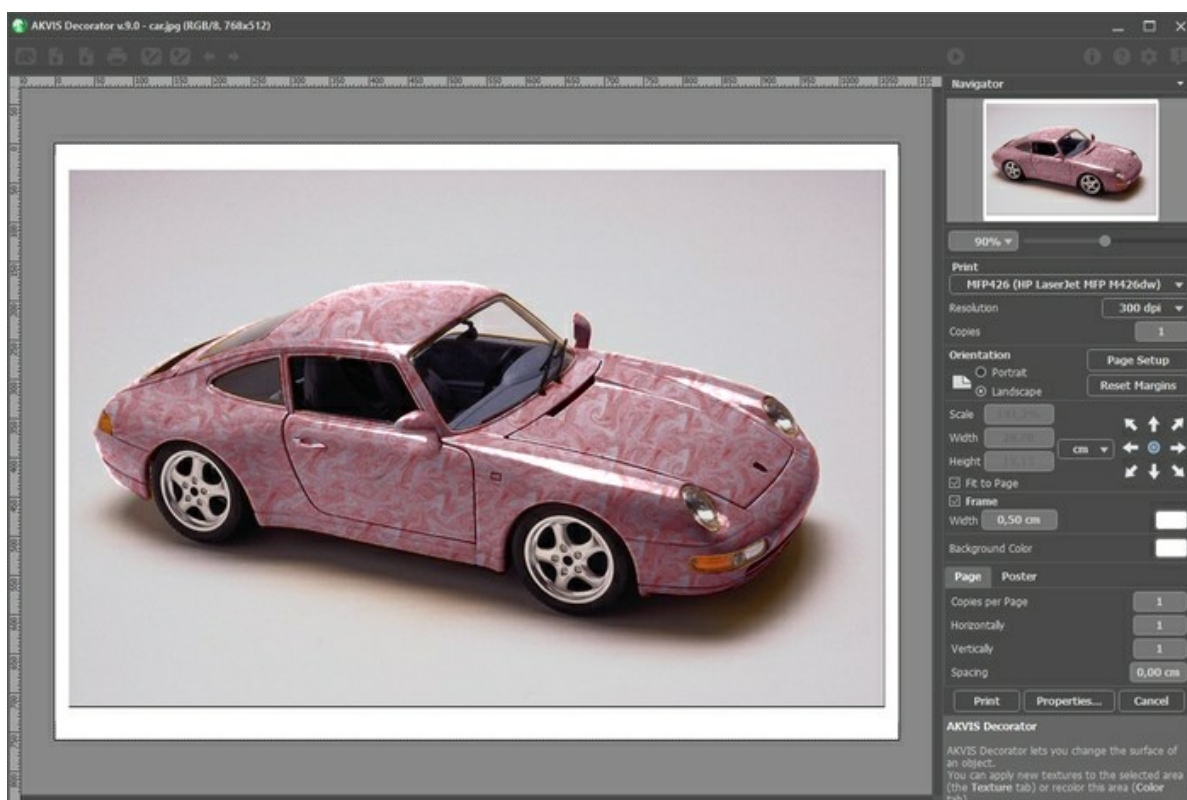 AKVIS Decorator v.9.0 - car.jpg (RGB/8, 768x512)
Navigator
90%
Print
MFP426 (HP LaserJet MFP M426dw)
Resolution 300 dpi
Copies 1
Orientation
Page Setup
Portrait
Landscape
Reset Margins
Scale
Width
cm
Height
Fit to Page
Frame
Width 0,50 cm
Background Color
Page Poster
Copies per Page 1
Horizontally 1
Vertically 1
Spacing 0,00 cm
Print Properties... Cancel
AKVIS Decorator
AKVIS Decorator lets you change the surface of
an object.
You can apply new textures to the selected area
(the Texture tab) or recolor this area (Color